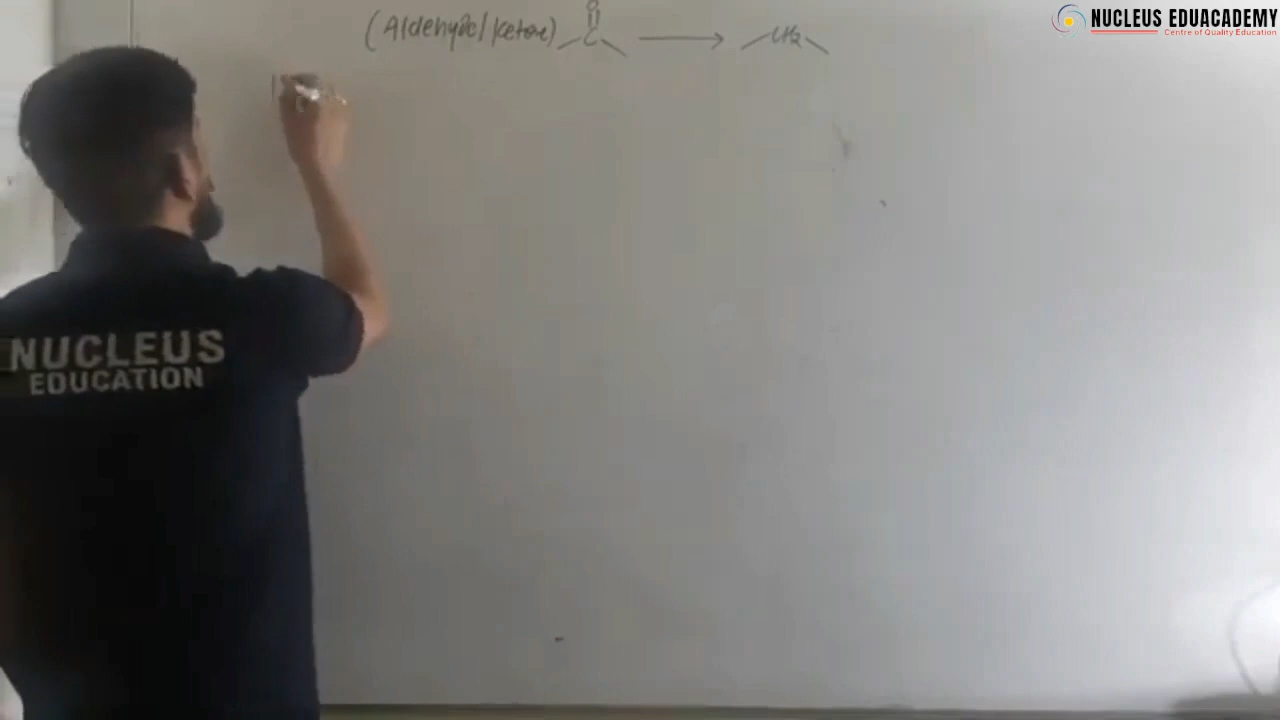 NUCLEUS EDUACADEMY
Centre of Quality Education
(Aldehyde/Ketone) O
C → CH2
NUCLEUS
EDUCATION